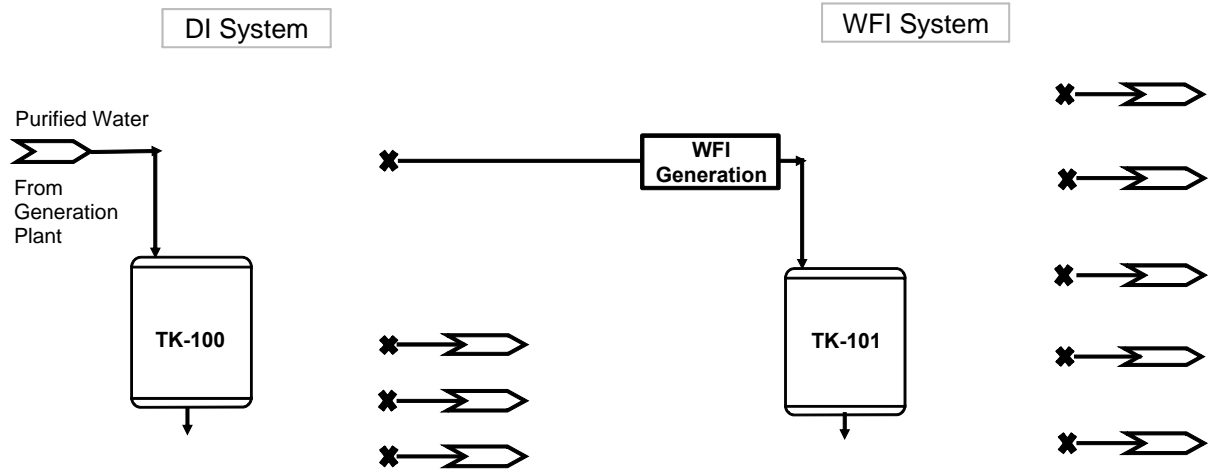 DI System
WFI System
Purified Water
From
Generation
Plant
WFI
Generation
TK-100
TK-101